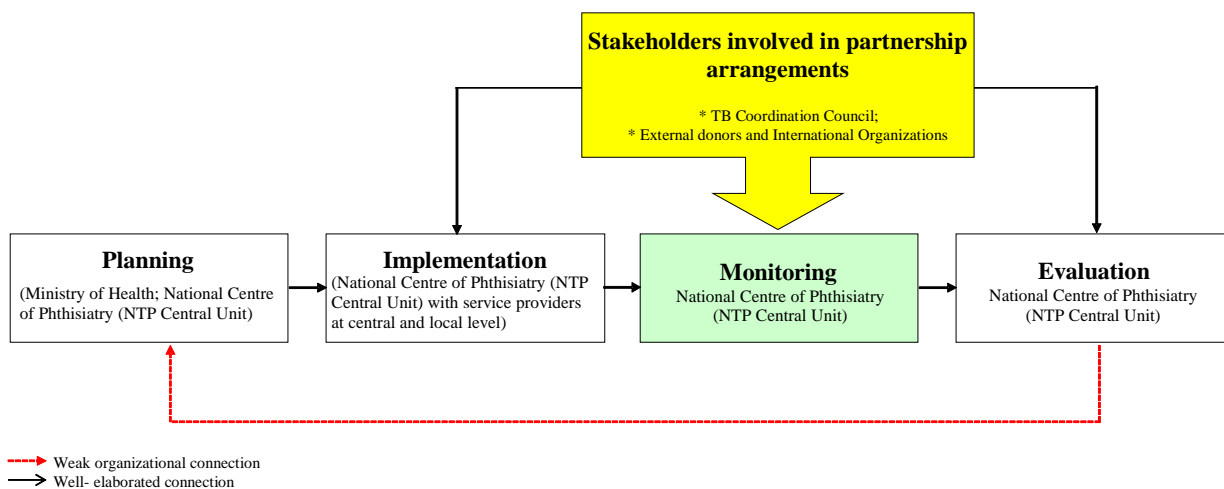 Stakeholders involved in partnership
arrangements
* TB Coordination Council;
* External donors and International Organizations
Planning
(Ministry of Health; National Centre
of Phthisiatry (NTP Central Unit)
Implementation
(National Centre of Phthisiatry (NTP
Central Unit) with service providers
at central and local level)
Monitoring
National Centre of Phthisiatry
(NTP Central Unit)
Evaluation
National Centre of Phthisiatry
(NTP Central Unit)
Weak organizational connection
Well- elaborated connection